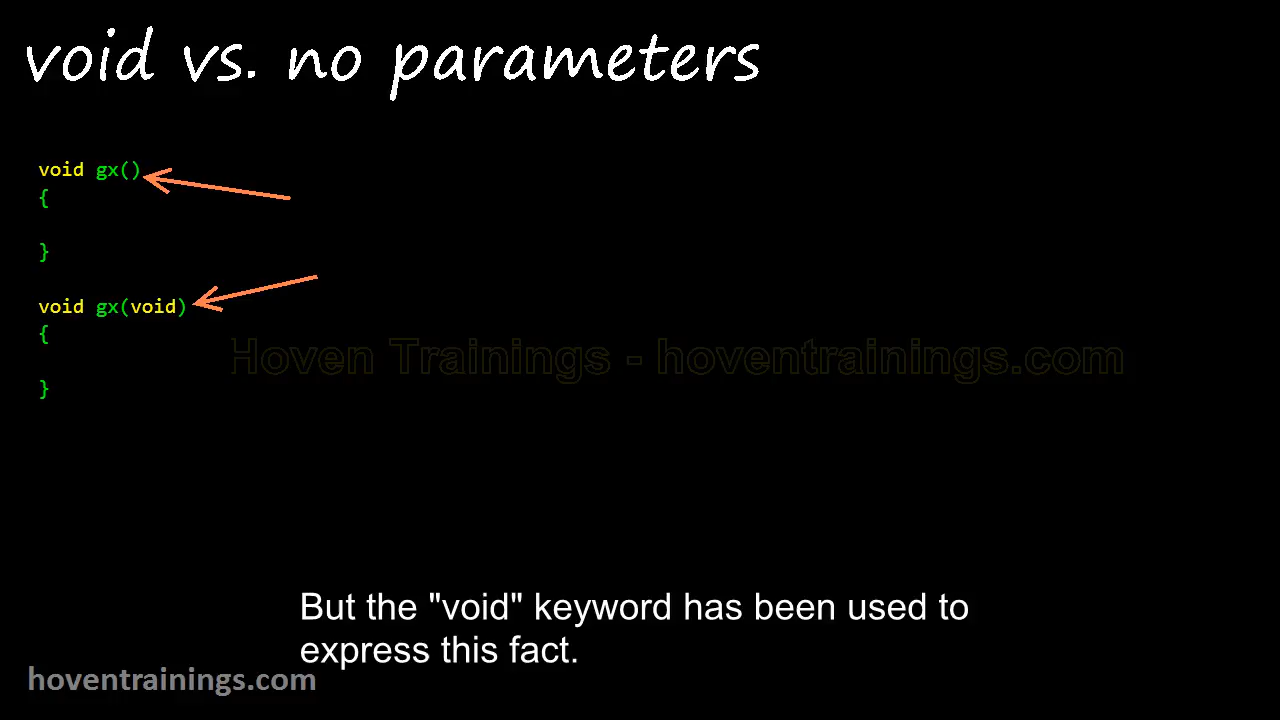 void vs. no parameters
void gx()
{
}
void gx(void)
{
Hoven Trainings - hoventrainings.com
}
But the "void" keyword has been used to
express this fact.
hoventrainings.com